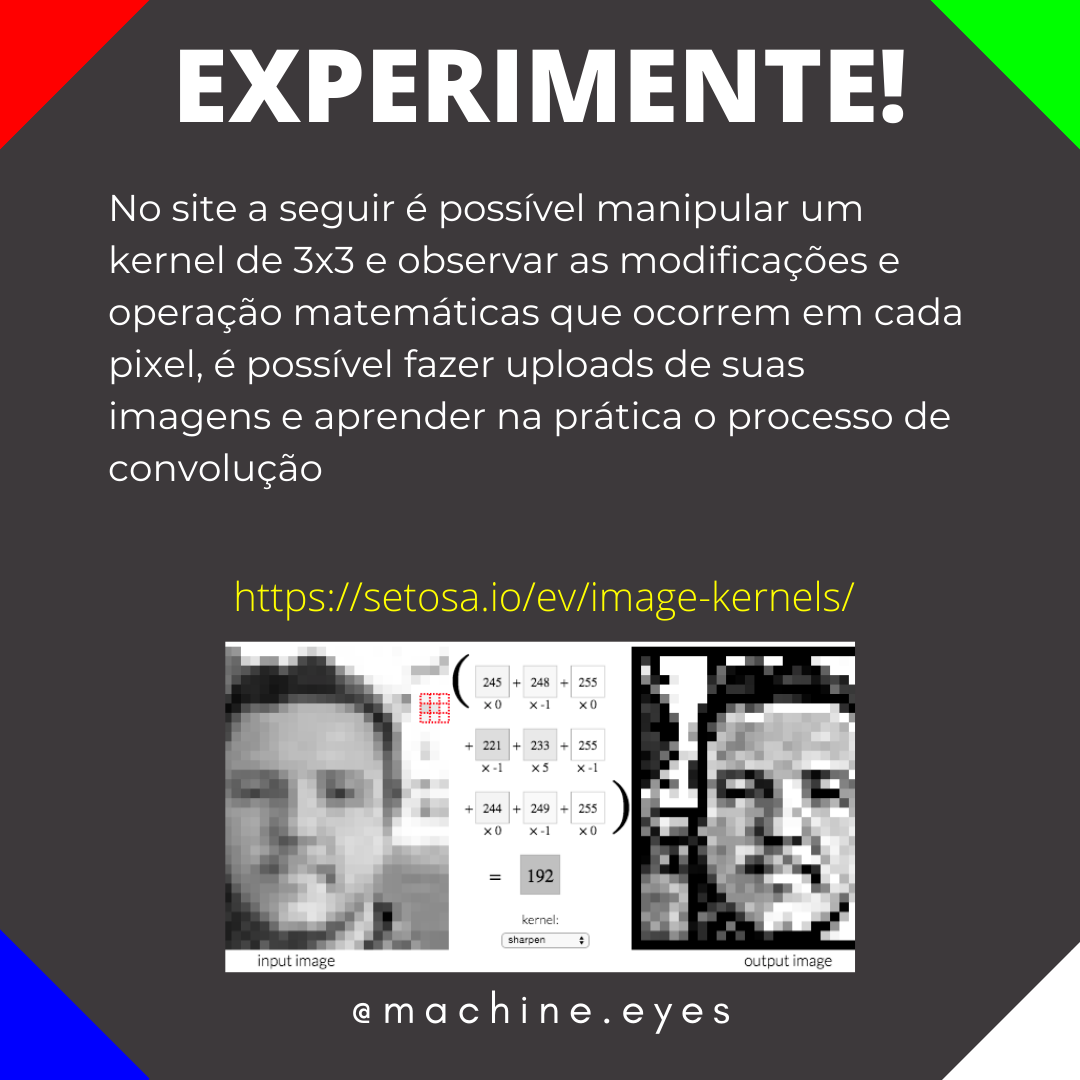 EXPERIMENTE!
No site a seguir é possível manipular um
kernel de 3x3 e observar as modificações e
operação matemáticas que ocorrem em cada
pixel, é possível fazer uploads de suas
imagens e aprender na prática o processo de
convolução
https://setosa.io/ev/image-kernels/
( 245 + 248 + 255
× 0 × -1 × 0
+ 221 + 233 + 255
× -1 × 5 × -1
+ 244 + 249 + 255 )
× 0 × -1 × 0
= 192
kernel:
sharpen
input image output image
@machine.eyes